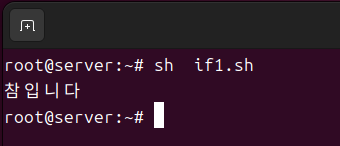 root@server:~# sh  if1.sh
참입니다
root@server:~#